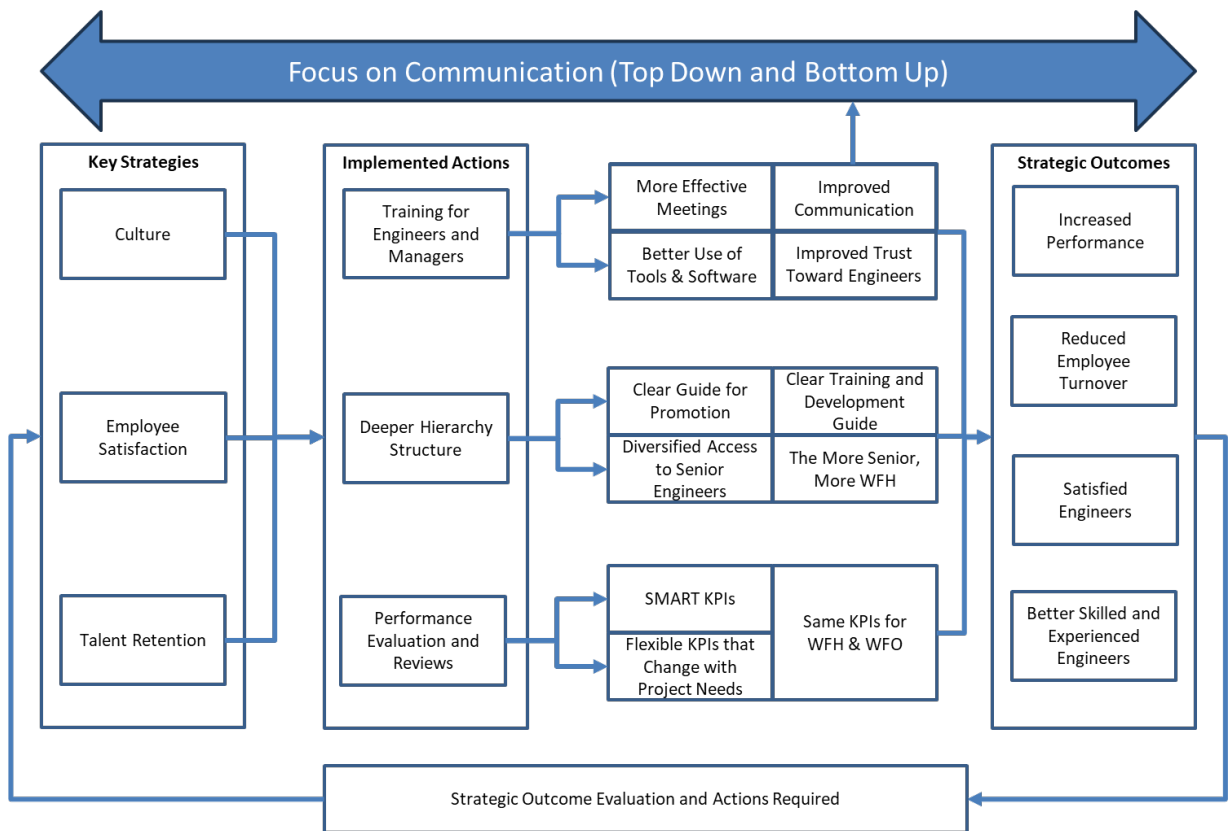 Focus on Communication (Top Down and Bottom Up)
Key Strategies
Culture
Employee
Satisfaction
Talent Retention
Implemented Actions
Training for
Engineers and
Managers
Deeper Hierarchy
Structure
Performance
Evaluation and
Reviews
More Effective
Meetings
Improved
Communication
Better Use of
Tools & Software
Improved Trust
Toward Engineers
Clear Guide for
Promotion
Clear Training and
Development
Guide
Diversified Access
to Senior
Engineers
The More Senior,
More WFH
SMART KPIs
Flexible KPIs that
Change with
Project Needs
Same KPIs for
WFH & WFO
Strategic Outcomes
Increased
Performance
Reduced
Employee
Turnover
Satisfied
Engineers
Better Skilled and
Experienced
Engineers
Strategic Outcome Evaluation and Actions Required